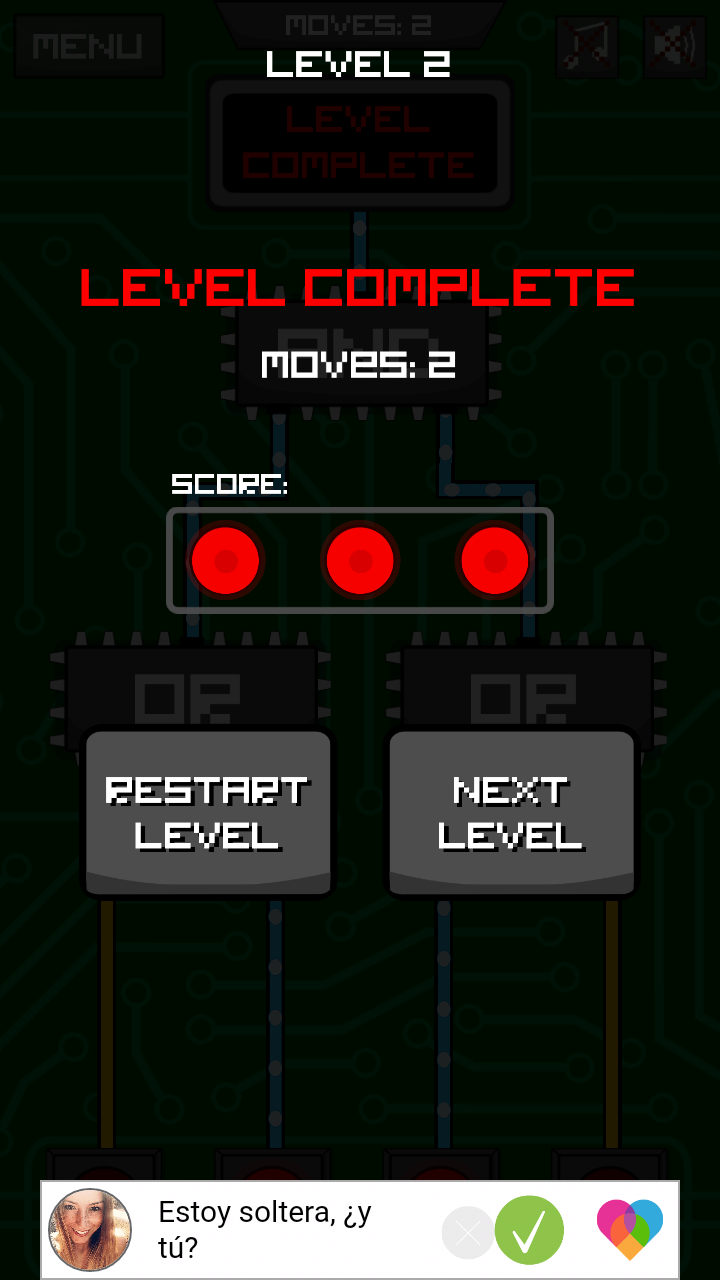 MOVES: 2
MENU
LEVEL 2
LEVEL
COMPLETE
LEVEL COMPLETE
AND
MOVES: 2
SCORE:
OR
OR
RESTART
LEVEL
NEXT
LEVEL
Estoy soltera, ¿y
tú?